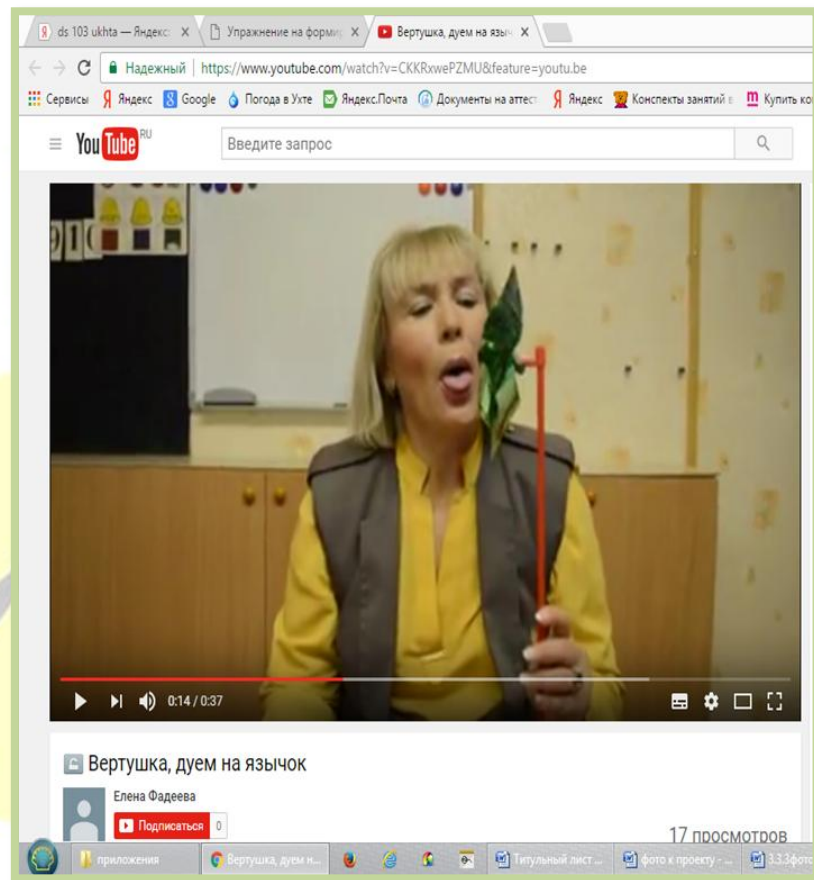 ds 103 ukhta — Яндекс
Упражнение на форми
Вертушка, дуем на языч
Надежный | https://www.youtube.com/watch?v=CKKRxwePZMU&feature=youtu.be
Сервисы Яндекс Google Погода в Ухте Яндекс.Почта Документы на аттест Яндекс Конспекты занятий в Купить ко
YouTube RU Введите запрос
910
0:14 / 0:37
Вертушка, дуем на язычок
Елена Фадеева
Подписаться 0
17 просмотров
приложения Вертушка, дуем н... Титульный лист ... фото к проекту - ... 3.3.3фото